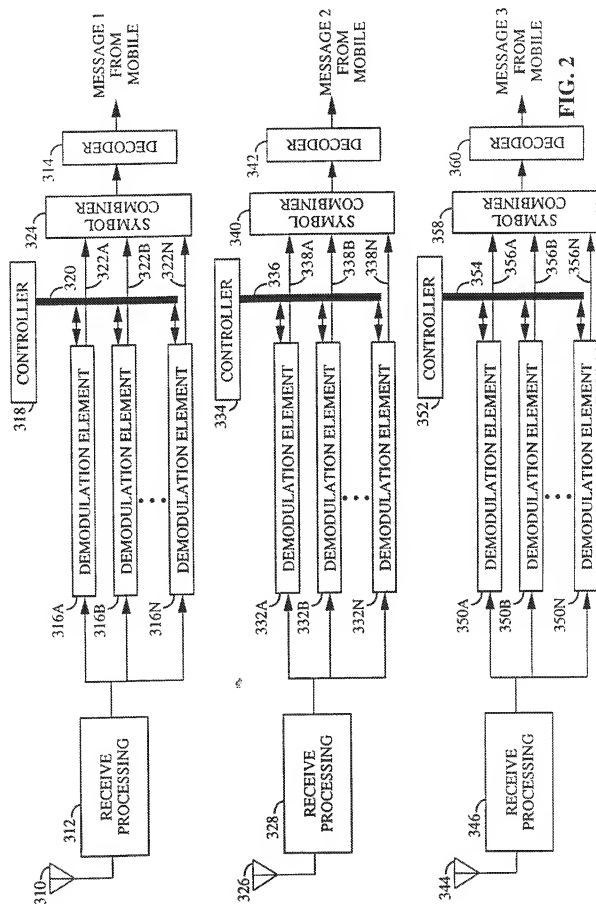 310
312
RECEIVE
PROCESSING
316A
316B
316N
DEMODULATION ELEMENT
DEMODULATION ELEMENT
DEMODULATION ELEMENT
318
CONTROLLER
320
322A
322B
322N
324
SYMBOL
COMBINER
314
DECODER
MESSAGE 1
FROM
MOBILE
326
328
RECEIVE
PROCESSING
332A
332B
332N
DEMODULATION ELEMENT
DEMODULATION ELEMENT
DEMODULATION ELEMENT
334
CONTROLLER
336
338A
338B
338N
340
SYMBOL
COMBINER
342
DECODER
MESSAGE 2
FROM
MOBILE
344
346
RECEIVE
PROCESSING
350A
350B
350N
DEMODULATION ELEMENT
DEMODULATION ELEMENT
DEMODULATION ELEMENT
352
CONTROLLER
354
356A
356B
356N
358
SYMBOL
COMBINER
360
DECODER
MESSAGE 3
FROM
MOBILE
FIG. 2